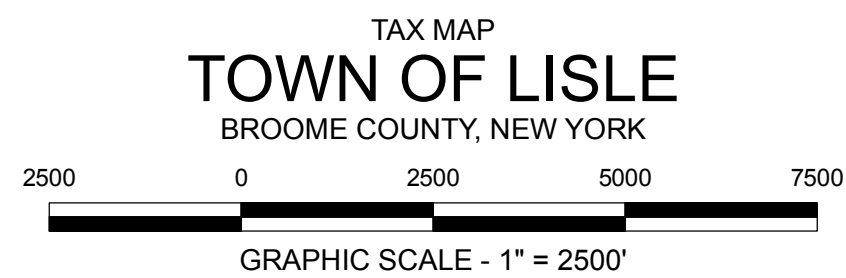 TAX MAP
TOWN OF LISLE
BROOME COUNTY, NEW YORK
2500 0 2500 5000 7500
GRAPHIC SCALE - 1" = 2500'